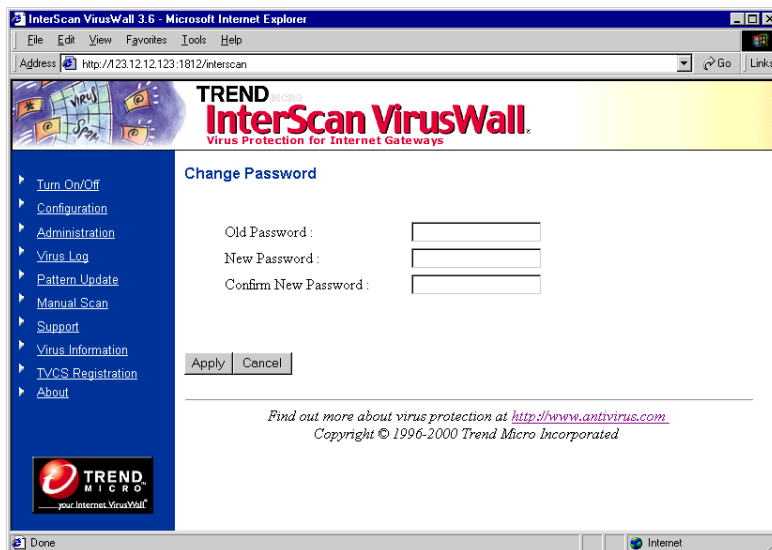 InterScan VirusWall 3.6 - Microsoft Internet Explorer
File Edit View Favorites Tools Help
Address http://123.12.12.123:1812/interscan Go Links
VIRUS
Spam
TREND MICRO
InterScan VirusWall.
Virus Protection for Internet Gateways
Turn On/Off
Configuration
Administration
Virus Log
Pattern Update
Manual Scan
Support
Virus Information
TVCS Registration
About
TREND
MICRO™
your Internet VirusWall®
Change Password
Old Password :
New Password :
Confirm New Password :
Apply Cancel
Find out more about virus protection at http://www.antivirus.com
Copyright © 1996-2000 Trend Micro Incorporated
Done Internet